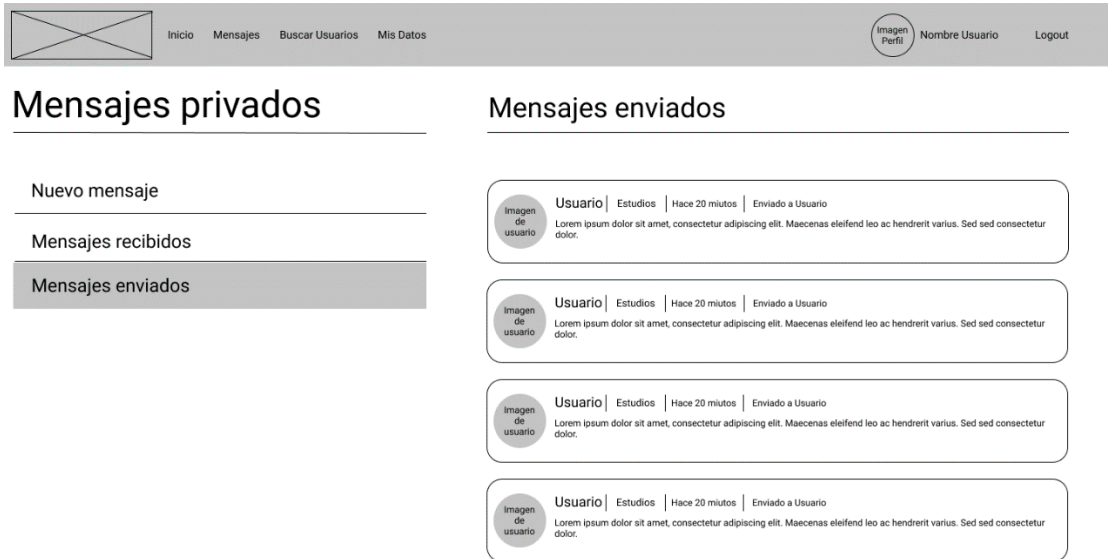 Inicio Mensajes Buscar Usuarios Mis Datos
Imagen
Perfil
Nombre Usuario Logout
Mensajes privados
Nuevo mensaje
Mensajes recibidos
Mensajes enviados
Mensajes enviados
Imagen
de
usuario
Usuario Estudios Hace 20 miutos Enviado a Usuario
Lorem ipsum dolor sit amet, consectetur adipiscing elit. Maecenas eleifend leo ac hendrerit varius. Sed sed consectetur
dolor.
Imagen
de
usuario
Usuario Estudios Hace 20 miutos Enviado a Usuario
Lorem ipsum dolor sit amet, consectetur adipiscing elit. Maecenas eleifend leo ac hendrerit varius. Sed sed consectetur
dolor.
Imagen
de
usuario
Usuario Estudios Hace 20 miutos Enviado a Usuario
Lorem ipsum dolor sit amet, consectetur adipiscing elit. Maecenas eleifend leo ac hendrerit varius. Sed sed consectetur
dolor.
Imagen
de
usuario
Usuario Estudios Hace 20 miutos Enviado a Usuario
Lorem ipsum dolor sit amet, consectetur adipiscing elit. Maecenas eleifend leo ac hendrerit varius. Sed sed consectetur
dolor.